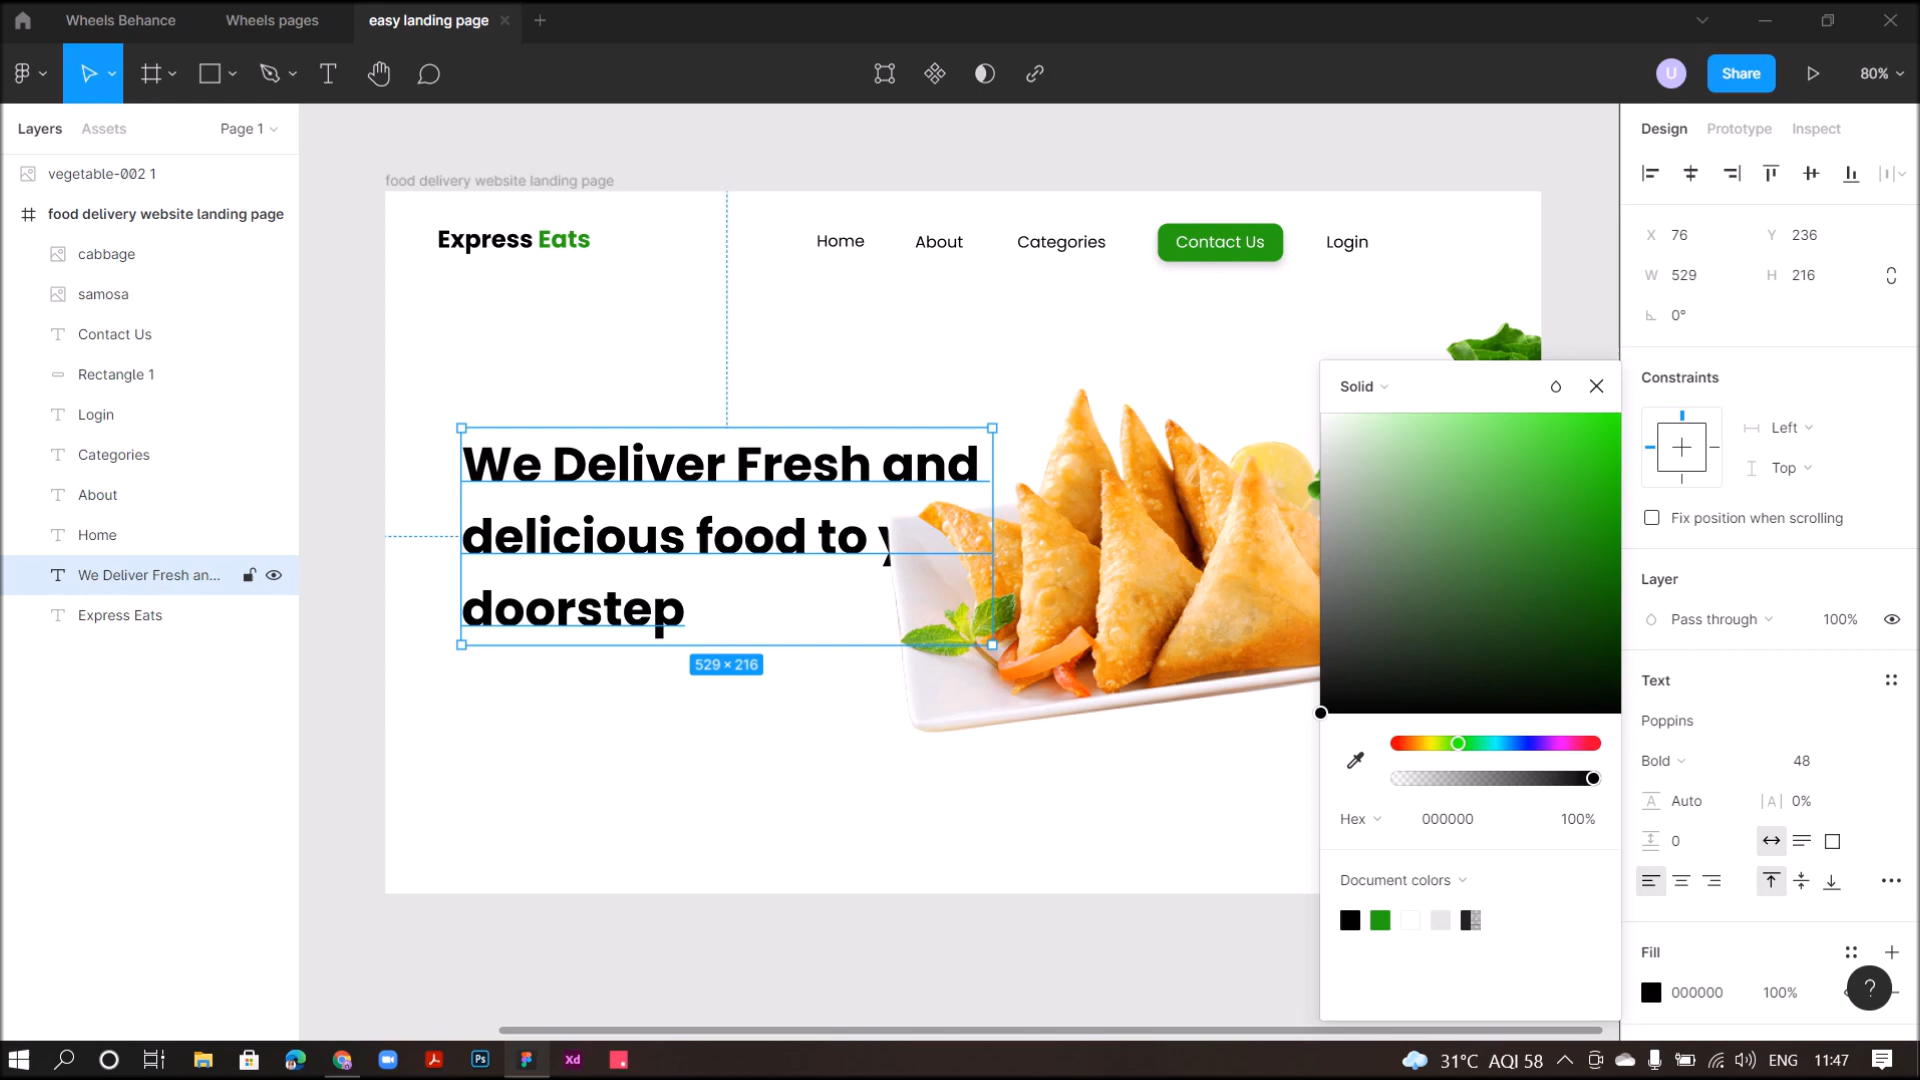 Wheels Behance
Wheels pages
easy landing page
Share
U
80%
Layers
Assets
Page 1
vegetable-002 1
food delivery website landing page
cabbage
samosa
Contact Us
Rectangle 1
Login
Categories
About
Home
We Deliver Fresh an...
Express Eats
food delivery website landing page
Express Eats
Home
About
Categories
Contact Us
Login
We Deliver Fresh and
delicious food to
doorstep
529 × 216
Solid
Hex
000000
100%
Document colors
Design
Prototype
Inspect
X 76
Y 236
W 529
H 216
0°
Constraints
Left
Top
Fix position when scrolling
Layer
Pass through
100%
Text
Poppins
Bold
48
A Auto
|A| 0%
0
Fill
000000
100%
?
Ps
Xd
31°C AQI 58
ENG
11:47